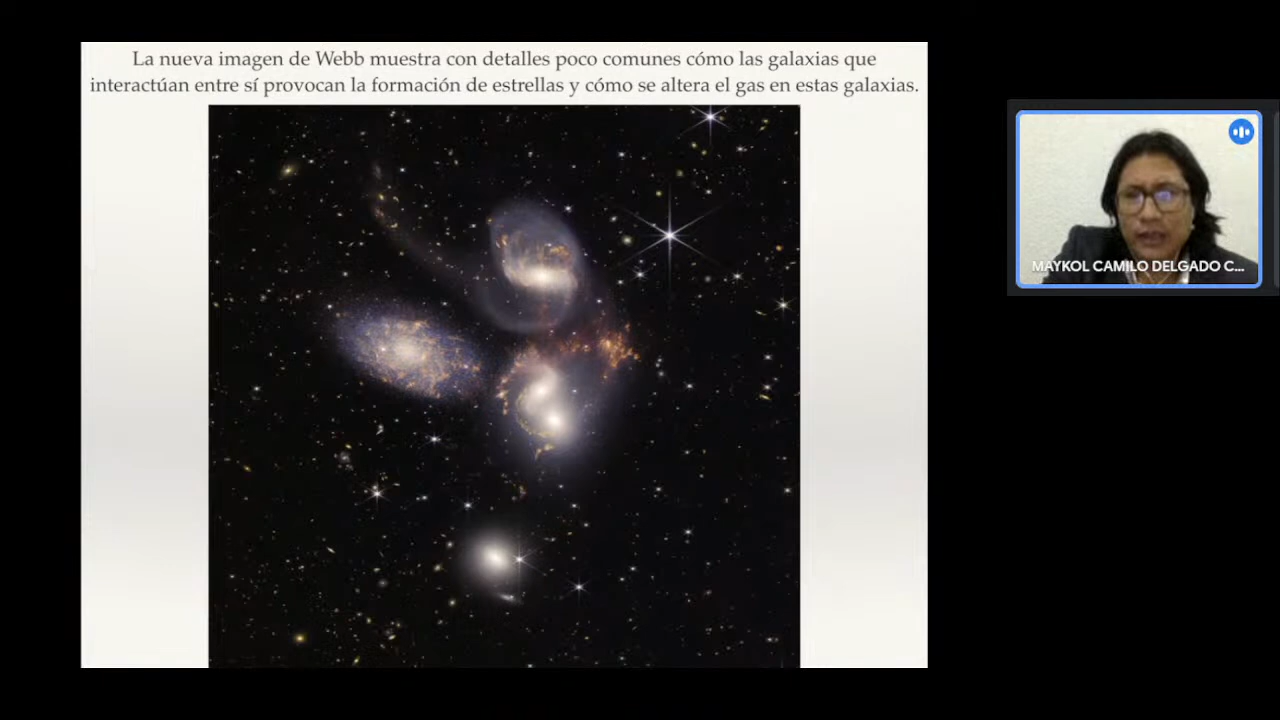 La nueva imagen de Webb muestra con detalles poco comunes cómo las galaxias que
interactúan entre sí provocan la formación de estrellas y cómo se altera el gas en estas galaxias.
MAYKOL CAMILO DELGADO C...